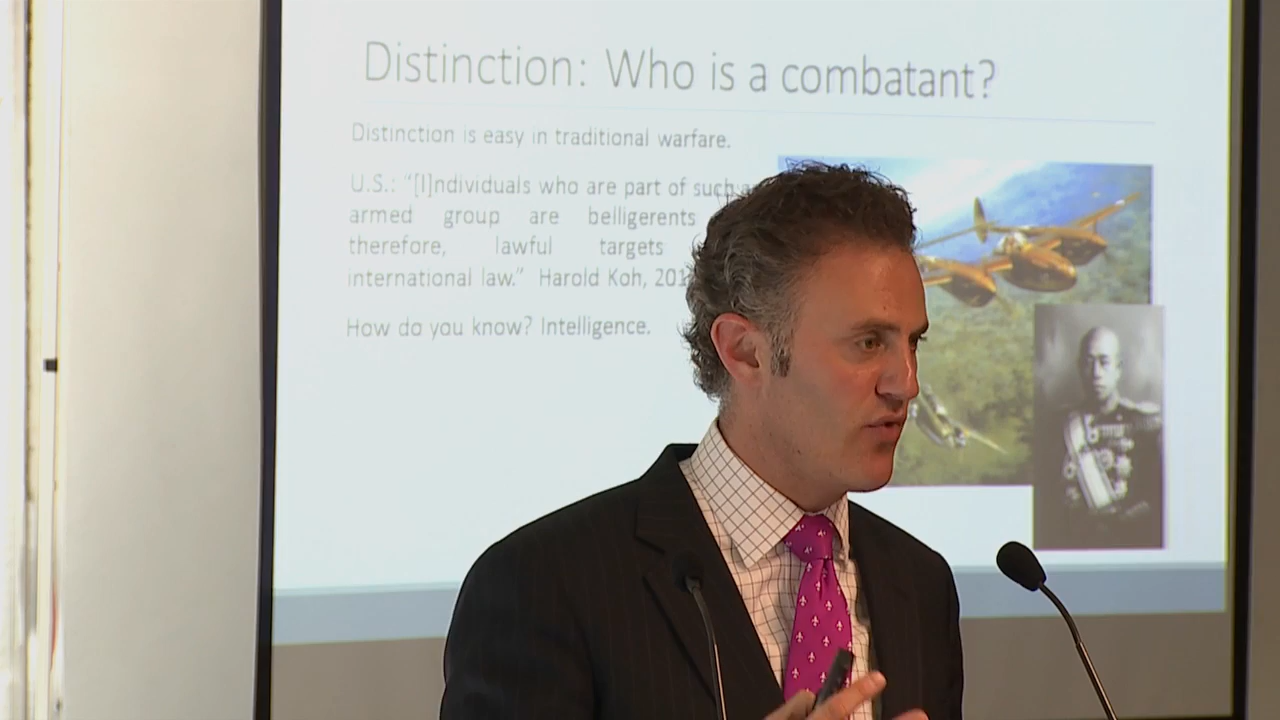 Distinction: Who is a combatant?
Distinction is easy in traditional warfare.
U.S.: “[I]ndividuals who are part of such
armed group are belligerents
therefore, lawful targets
international law.” Harold Koh, 201
How do you know? Intelligence.